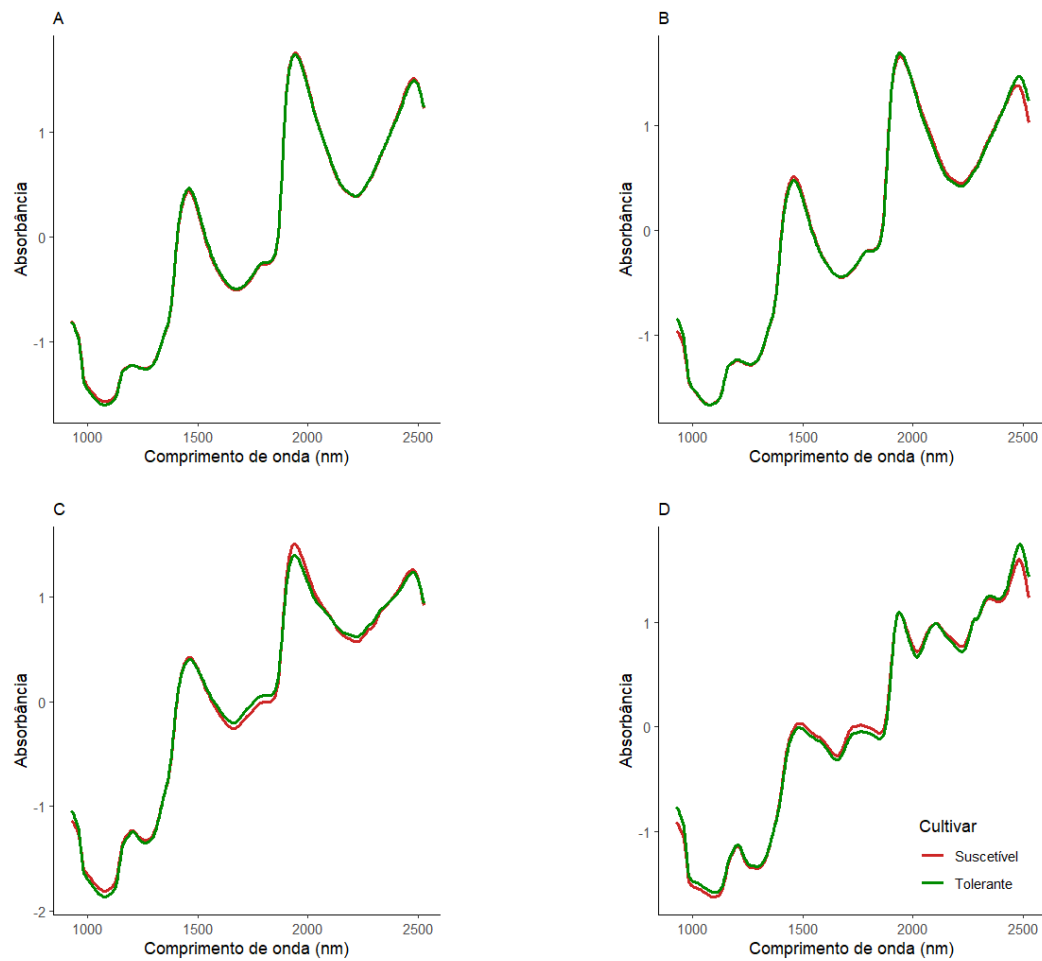 A
B
1
0
-1
Absorbância
1000 1500 2000 2500
Comprimento de onda (nm)
1
0
-1
Absorbância
1000 1500 2000 2500
Comprimento de onda (nm)
C
D
1
0
-1
-2
Absorbância
1000 1500 2000 2500
Comprimento de onda (nm)
1
0
-1
Absorbância
1000 1500 2000 2500
Comprimento de onda (nm)
Cultivar
Suscetível
Tolerante